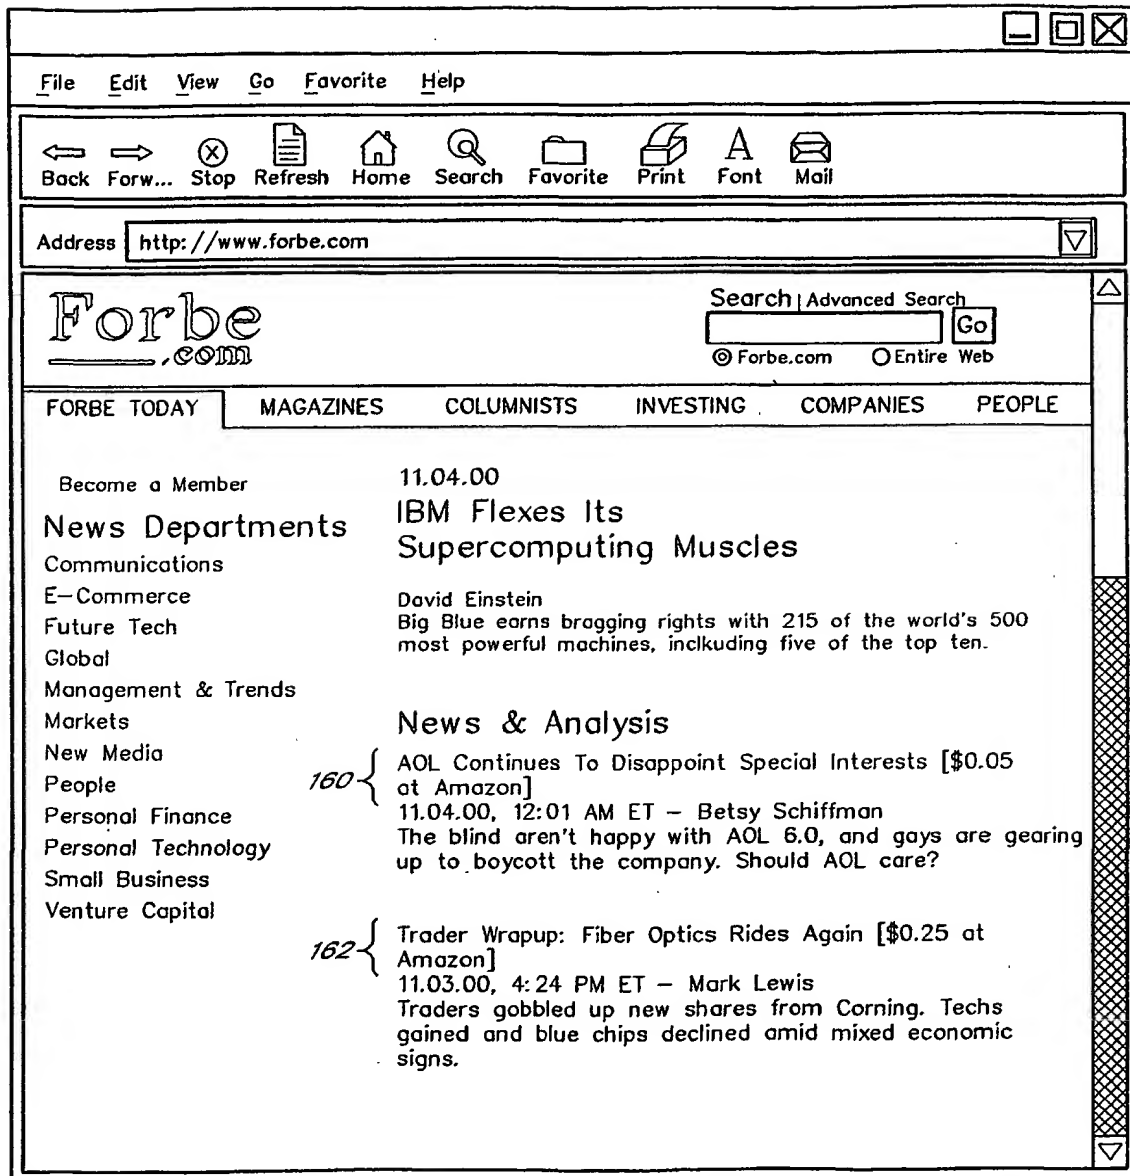 File Edit View Go Favorite Help
Back Forw... Stop Refresh Home Search Favorite Print Font Mail
Address http://www.forbe.com
Forbe
.com
Search | Advanced Search
Go
Forbe.com Entire Web
FORBE TODAY MAGAZINES COLUMNISTS INVESTING COMPANIES PEOPLE
Become a Member
News Departments
Communications
E-Commerce
Future Tech
Global
Management & Trends
Markets
New Media
People
Personal Finance
Personal Technology
Small Business
Venture Capital
11.04.00
IBM Flexes Its
Supercomputing Muscles
David Einstein
Big Blue earns bragging rights with 215 of the world's 500
most powerful machines, inclkuding five of the top ten.
News & Analysis
160
AOL Continues To Disappoint Special Interests [$0.05
at Amazon]
11.04.00, 12:01 AM ET – Betsy Schiffman
The blind aren't happy with AOL 6.0, and gays are gearing
up to boycott the company. Should AOL care?
162
Trader Wrapup: Fiber Optics Rides Again [$0.25 at
Amazon]
11.03.00, 4:24 PM ET – Mark Lewis
Traders gobbled up new shares from Corning. Techs
gained and blue chips declined amid mixed economic
signs.